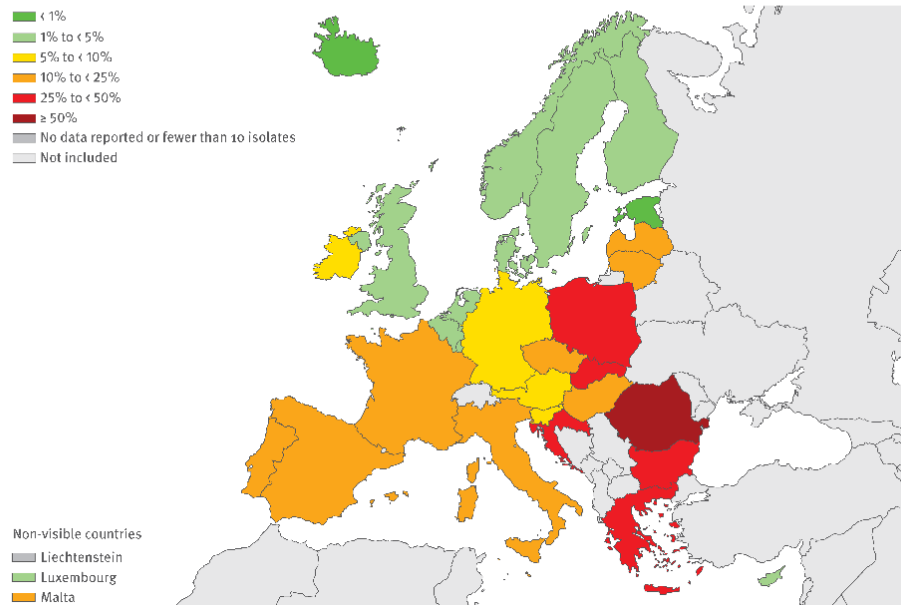 < 1%
1% to < 5%
5% to < 10%
10% to < 25%
25% to < 50%
≥ 50%
No data reported or fewer than 10 isolates
Not included
Non-visible countries
Liechtenstein
Luxembourg
Malta